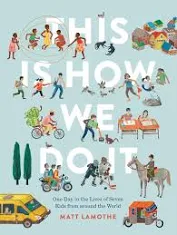 THIS
IS HOW
WE
DO IT
One Day in the Lives of Seven
Kids from around the World
MATT LAMOTHE